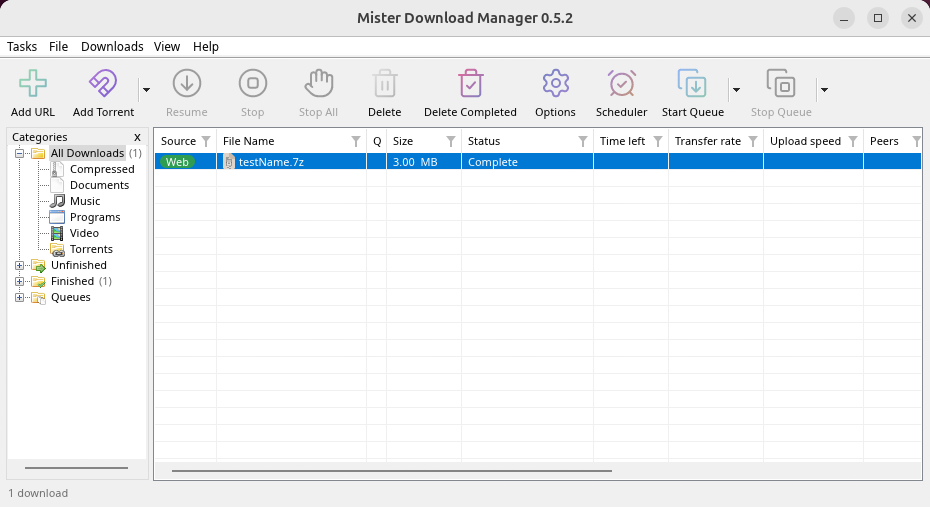 Mister Download Manager 0.5.2
Tasks File Downloads View Help
Add URL Add Torrent Resume Stop Stop All Delete Delete Completed Options Scheduler Start Queue Stop Queue
Categories x
All Downloads (1)
Compressed
Documents
Music
Programs
Video
Torrents
Unfinished
Finished (1)
Queues
Source File Name Q Size Status Time left Transfer rate Upload speed Peers
Web testName.7z 3.00 MB Complete
1 download